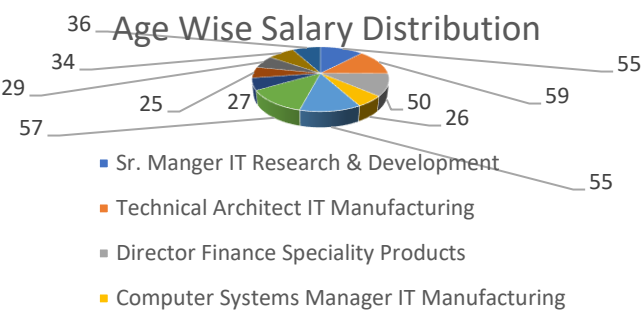 Age Wise Salary Distribution
55
59
50
26
55
57
27
25
29
34
36
Sr. Manger IT Research & Development
Technical Architect IT Manufacturing
Director Finance Speciality Products
Computer Systems Manager IT Manufacturing